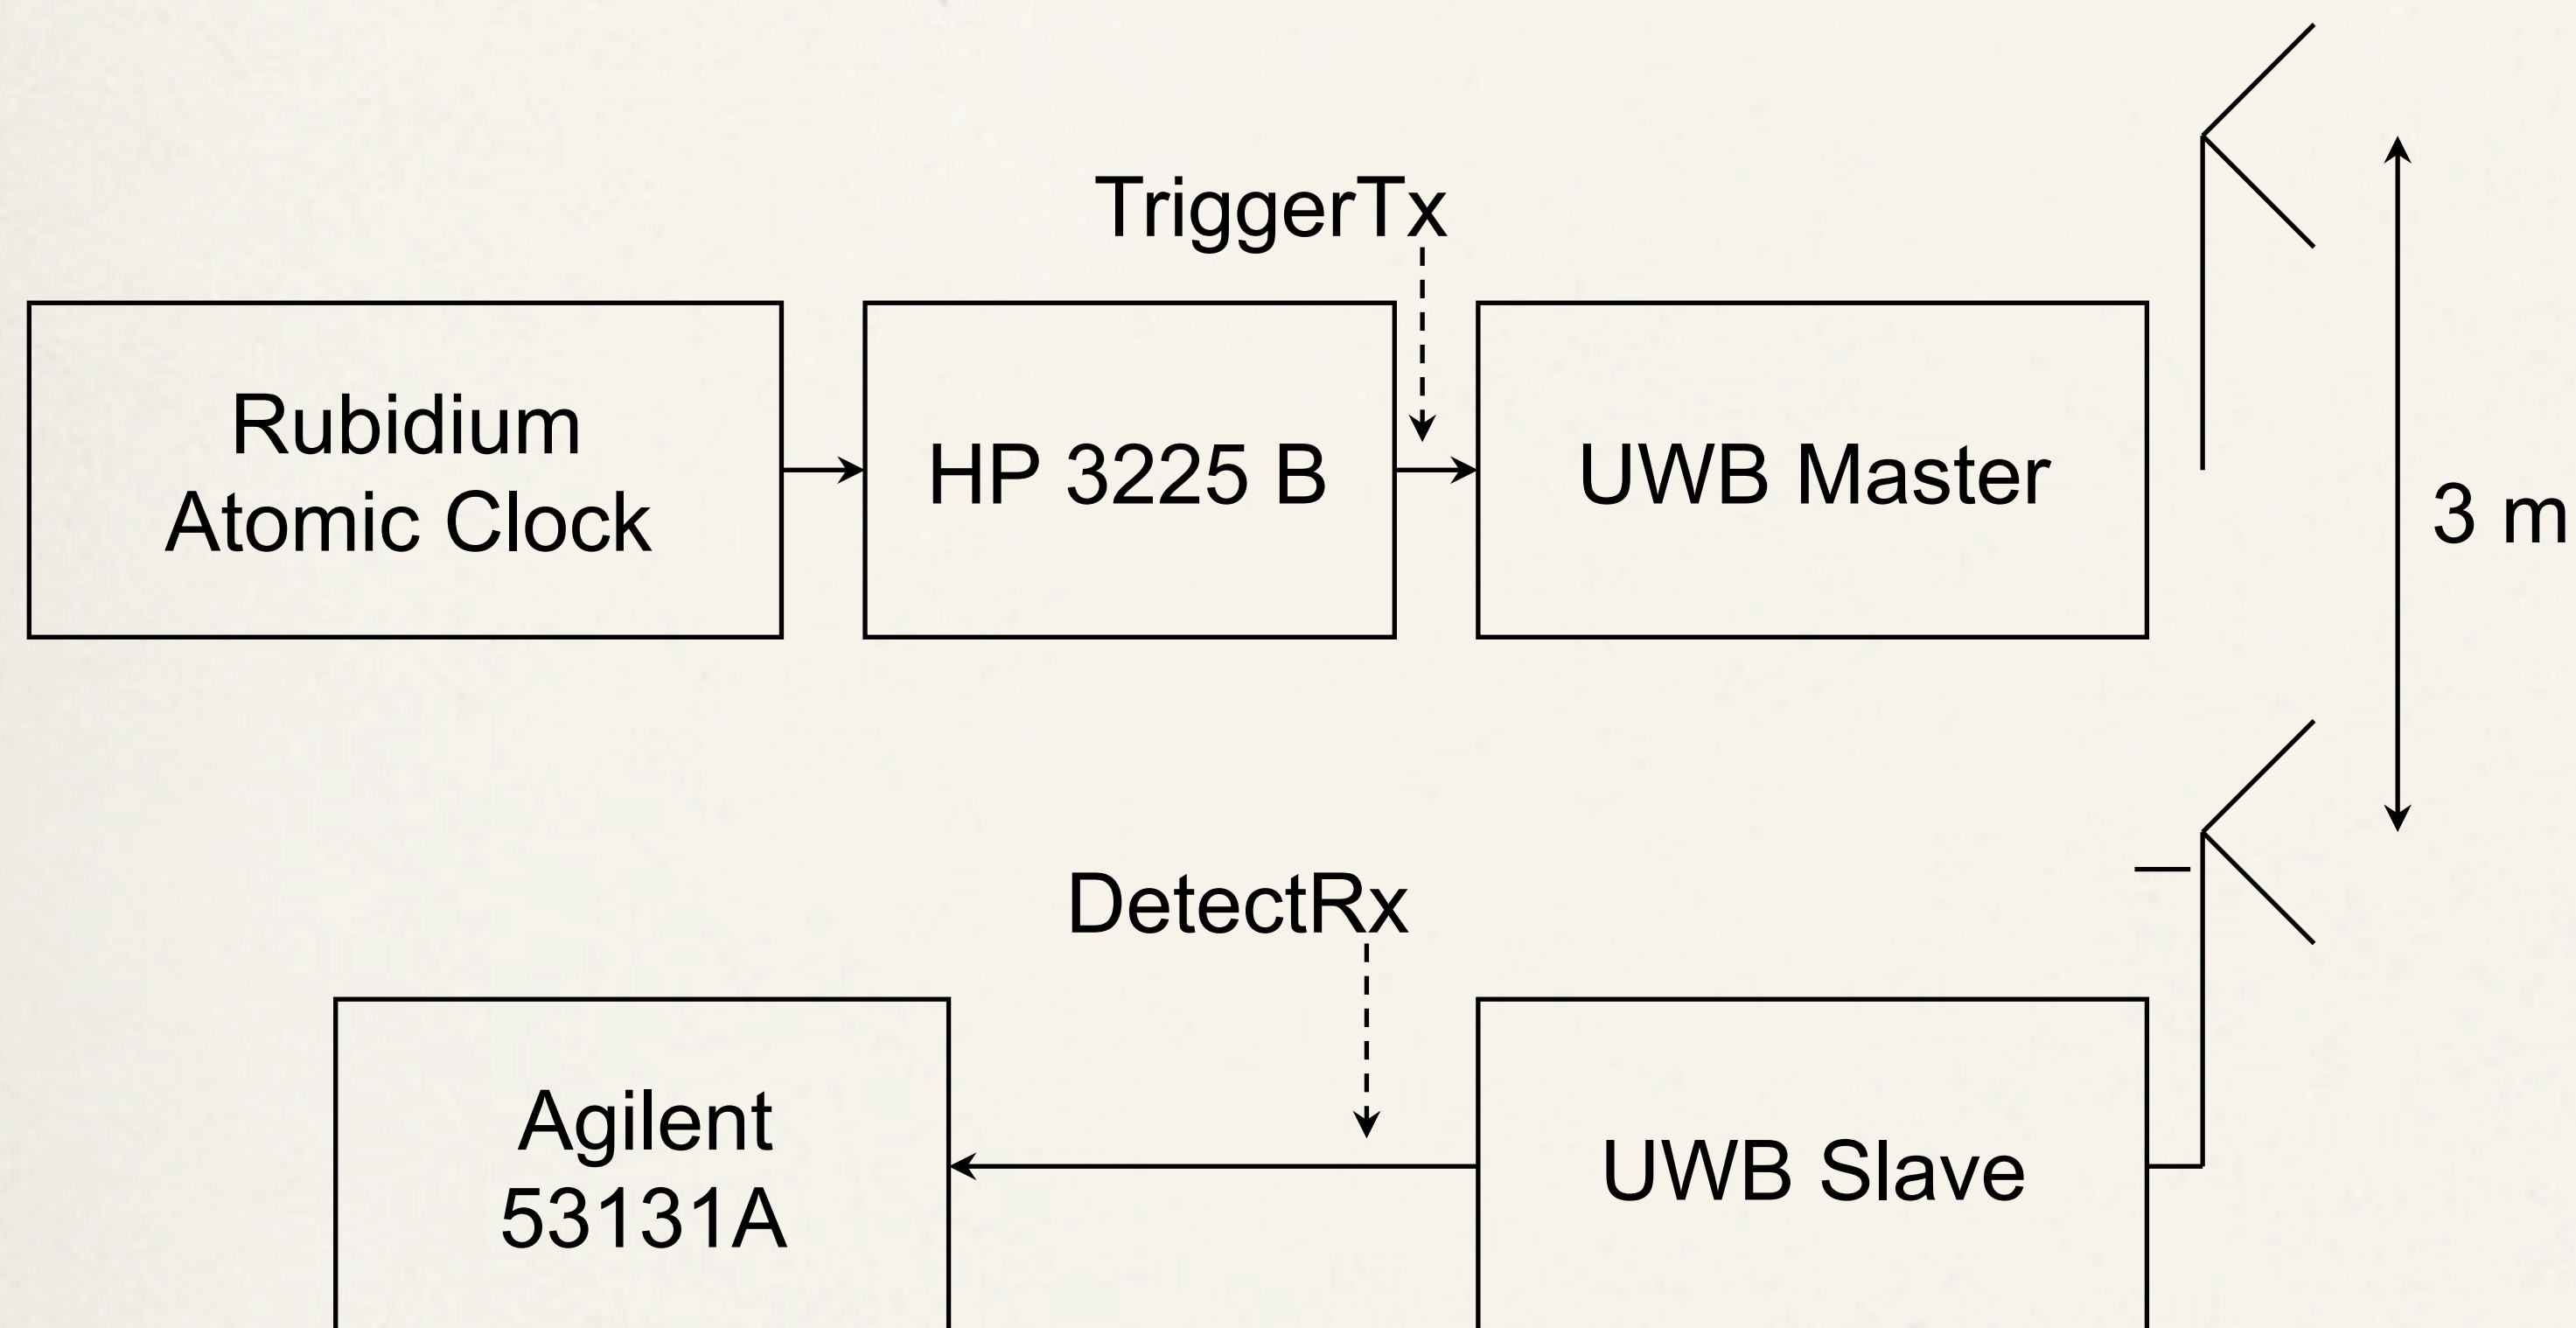 TriggerTx
Rubidium
Atomic Clock
HP 3225 B
UWB Master
3 m
DetectRx
Agilent
53131A
UWB Slave